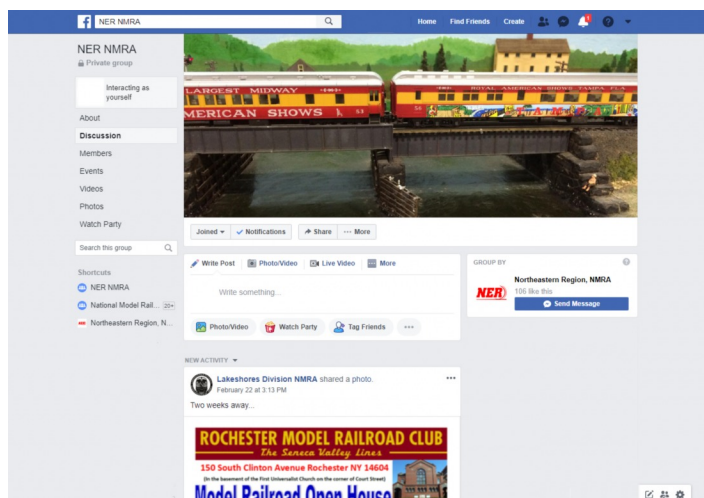 NER NMRA
Home Find Friends Create
NER NMRA
Private group
Interacting as
yourself
About
Discussion
Members
Events
Videos
Photos
Watch Party
Search this group
Shortcuts
NER NMRA
National Model Rail... 20+
Northeastern Region, N...
LARGEST MIDWAY
MERICAN SHOWS 53
ROYAL AMERICAN SHOWS TAMPA FLA
Joined Notifications Share ... More
Write Post Photo/Video Live Video More
Write something...
Photo/Video Watch Party Tag Friends
GROUP BY
NER
Northeastern Region, NMRA
106 like this
Send Message
NEW ACTIVITY
Lakeshores Division NMRA shared a photo.
February 22 at 3:13 PM
Two weeks away...
ROCHESTER MODEL RAILROAD CLUB
The Seneca Valley Lines
150 South Clinton Avenue Rochester NY 14604
(In the basement of the First Universalist Church on the corner of Court Street)
Model Railroad Open House